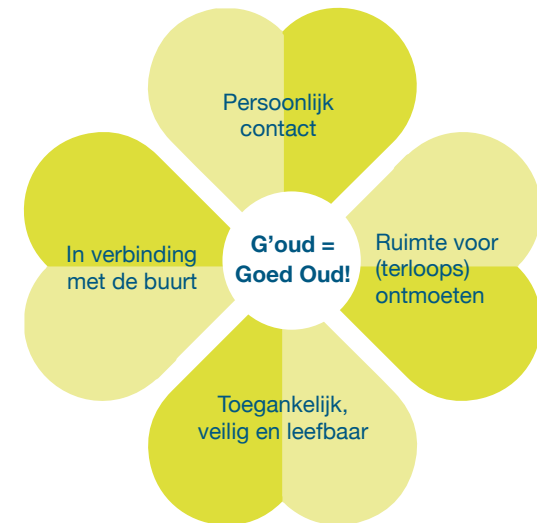 Persoonlijk
contact
In verbinding
met de buurt
G'oud =
Goed Oud!
Ruimte voor
(terloops)
ontmoeten
Toegankelijk,
veilig en leefbaar